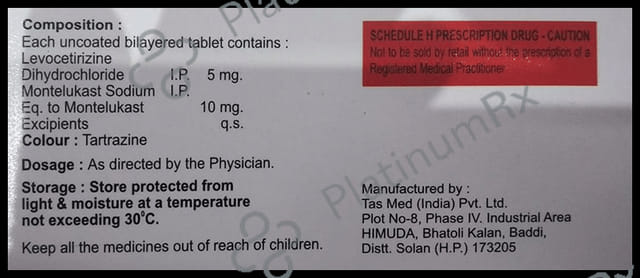 Composition :
Each uncoated bilayered tablet contains :
Levocetirizine
Dihydrochloride I.P. 5 mg.
Montelukast Sodium I.P.
Eq. to Montelukast 10 mg.
Excipients q.s.
Colour : Tartrazine
Dosage : As directed by the Physician.
Storage : Store protected from
light & moisture at a temperature
not exceeding 30°C.
Keep all the medicines out of reach of children.
SCHEDULE H PRESCRIPTION DRUG - CAUTION
Not to be sold by retail without the prescription of a
Registered Medical Practitioner
Manufactured by :
Tas Med (India) Pvt. Ltd.
Plot No-8, Phase IV. Industrial Area
HIMUDA, Bhatoli Kalan, Baddi,
Distt. Solan (H.P.) 173205
PlatinumRx